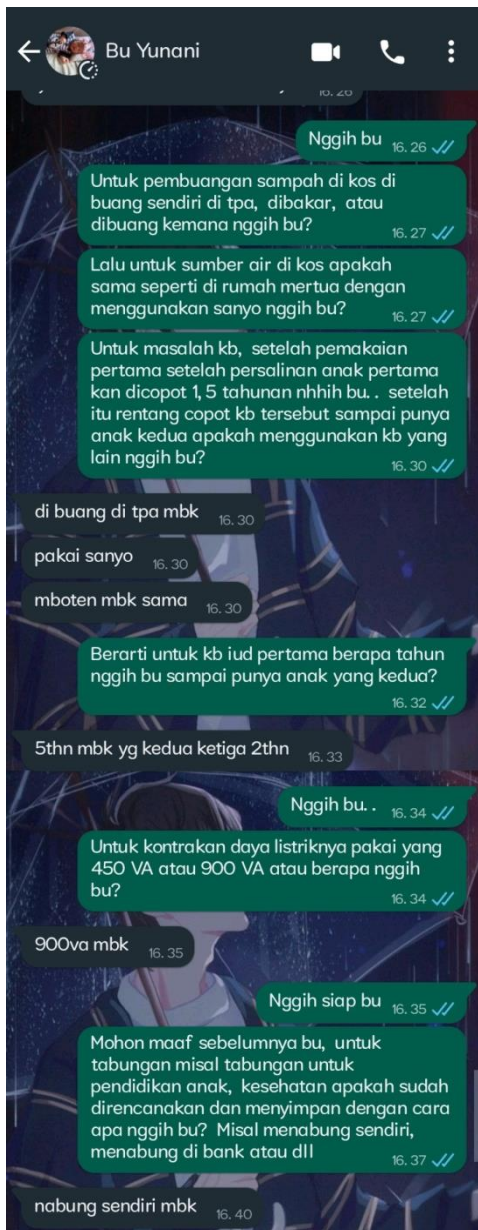 Bu Yunani
16.26
Nggih bu 16.26
Untuk pembuangan sampah di kos di
buang sendiri di tpa, dibakar, atau
dibuang kemana nggih bu?
16.27
Lalu untuk sumber air di kos apakah
sama seperti di rumah mertua dengan
menggunakan sanyo nggih bu?
16.27
Untuk masalah kb, setelah pemakaian
pertama setelah persalinan anak pertama
kan dicopot 1,5 tahunan nhhih bu.. setelah
itu rentang copot kb tersebut sampai punya
anak kedua apakah menggunakan kb yang
lain nggih bu?
16.30
di buang di tpa mbk 16.30
pakai sanyo 16.30
mboten mbk sama 16.30
Berarti untuk kb iud pertama berapa tahun
nggih bu sampai punya anak yang kedua?
16.32
5thn mbk yg kedua ketiga 2thn 16.33
Nggih bu.. 16.34
Untuk kontrakan daya listriknya pakai yang
450 VA atau 900 VA atau berapa nggih
bu?
16.34
900va mbk 16.35
Nggih siap bu 16.35
Mohon maaf sebelumnya bu, untuk
tabungan misal tabungan untuk
pendidikan anak, kesehatan apakah sudah
direncanakan dan menyimpan dengan cara
apa nggih bu? Misal menabung sendiri,
menabung di bank atau dll
16.37
nabung sendiri mbk 16.40